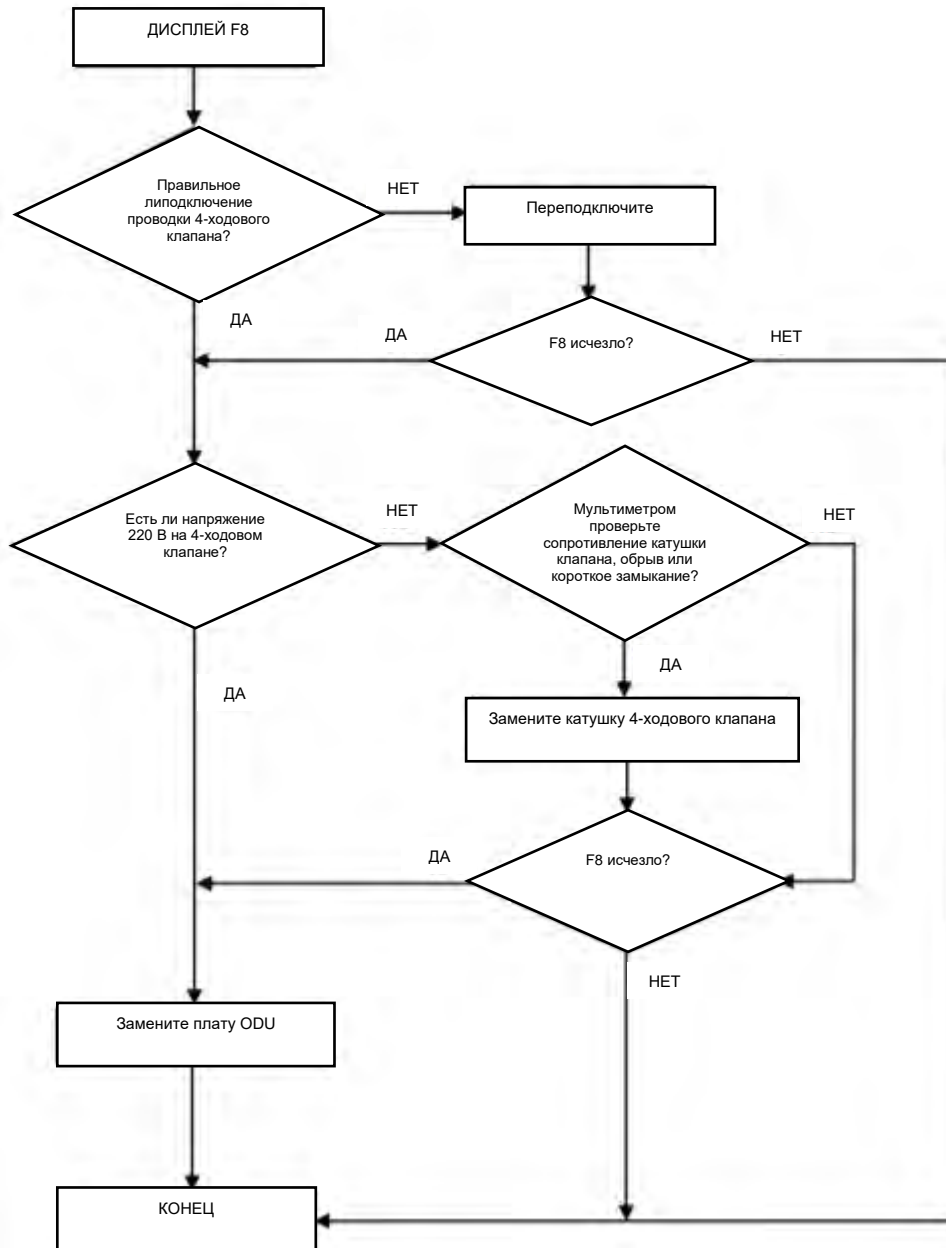 ДИСПЛЕЙ F8
Правильное
липодключение
проводки 4-ходового
клапана?
НЕТ
Переподключите
ДА
ДА
F8 исчезло?
НЕТ
Есть ли напряжение
220 В на 4-ходовом
клапане?
НЕТ
Мультиметром
проверьте
сопротивление катушки
клапана, обрыв или
короткое замыкание?
НЕТ
ДА
ДА
Замените катушку 4-ходового клапана
ДА
F8 исчезло?
НЕТ
Замените плату ODU
КОНЕЦ